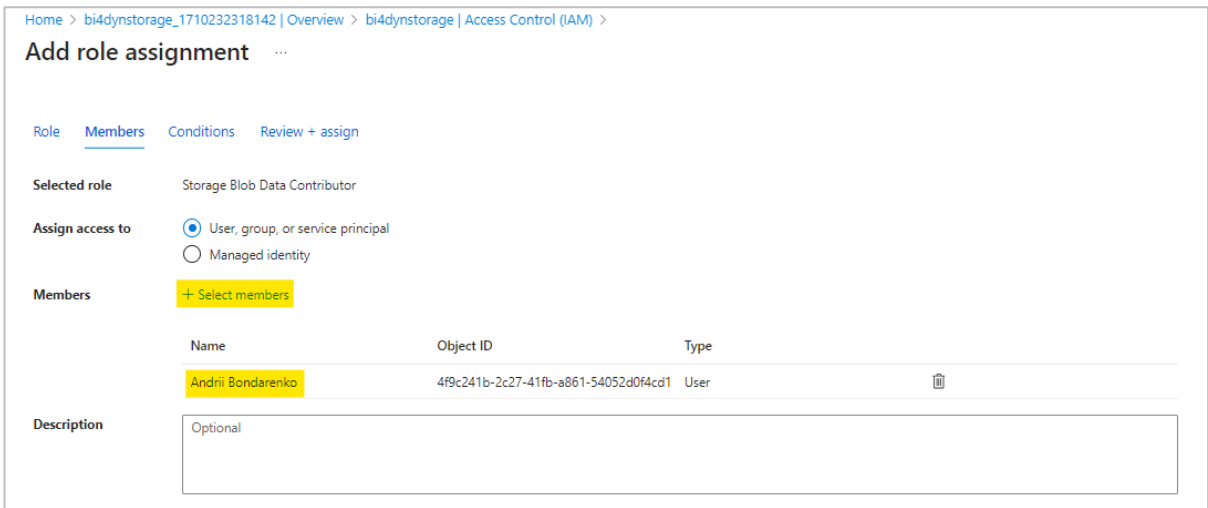 Home > bi4dynstorage_1710232318142 | Overview > bi4dynstorage | Access Control (IAM) >
Add role assignment ...
Role Members Conditions Review + assign
Selected role Storage Blob Data Contributor
Assign access to User, group, or service principal
Managed identity
Members + Select members
Name Object ID Type
Andrii Bondarenko 4f9c241b-2c27-41fb-a861-54052d0f4cd1 User
Description Optional